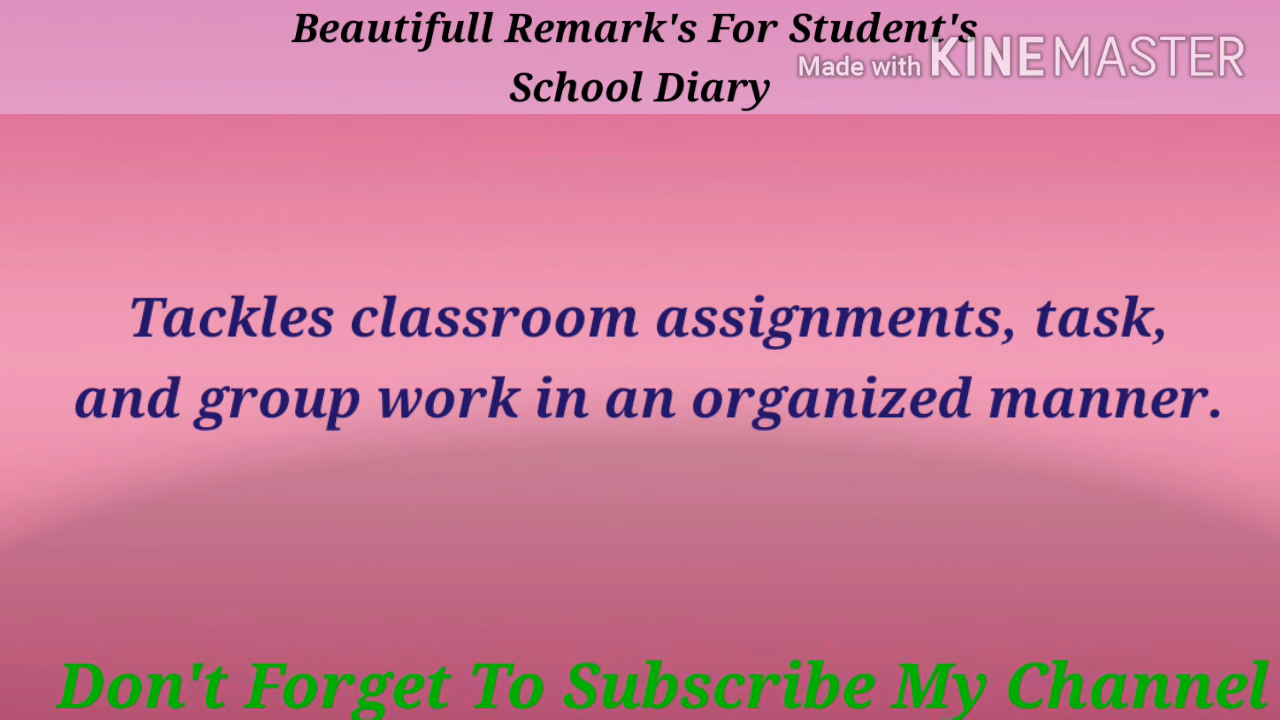 Beautifull Remark's For Student's
Made with KINEMASTER
School Diary
Tackles classroom assignments, task,
and group work in an organized manner.
Don't Forget To Subscribe My Channel